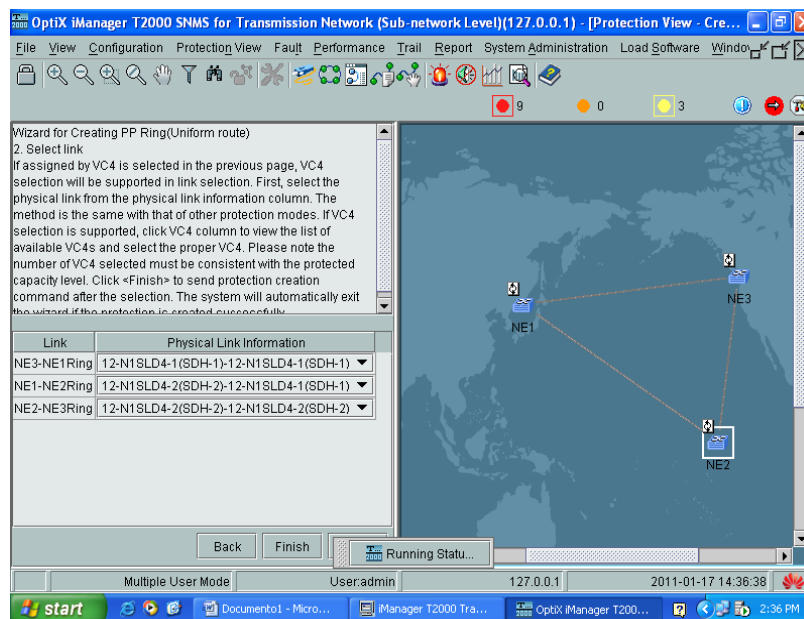 OptiX iManager T2000 SNMS for Transmission Network (Sub-network Level)(127.0.0.1) - [Protection View - Cre...
File View Configuration Protection View Fault Performance Trail Report System Administration Load Software Windo
9 0 3
Wizard for Creating PP Ring(Uniform route)
2. Select link
If assigned by VC4 is selected in the previous page, VC4
selection will be supported in link selection. First, select the
physical link from the physical link information column. The
method is the same with that of other protection modes. If VC4
selection is supported, click VC4 column to view the list of
available VC4s and select the proper VC4. Please note the
number of VC4 selected must be consistent with the protected
capacity level. Click <Finish> to send protection creation
command after the selection. The system will automatically exit
the wizard if the protection is created successfully.
Link Physical Link Information
NE3-NE1Ring 12-N1SLD4-1(SDH-1)-12-N1SLD4-1(SDH-1)
NE1-NE2Ring 12-N1SLD4-2(SDH-2)-12-N1SLD4-1(SDH-1)
NE2-NE3Ring 12-N1SLD4-2(SDH-2)-12-N1SLD4-2(SDH-2)
NE1
NE3
NE2
Back Finish
T2000 Running Statu...
Multiple User Mode User:admin 127.0.0.1 2011-01-17 14:36:38
start Documento1 - Micro... iManager T2000 Tra... OptiX iManager T200... 2:36 PM